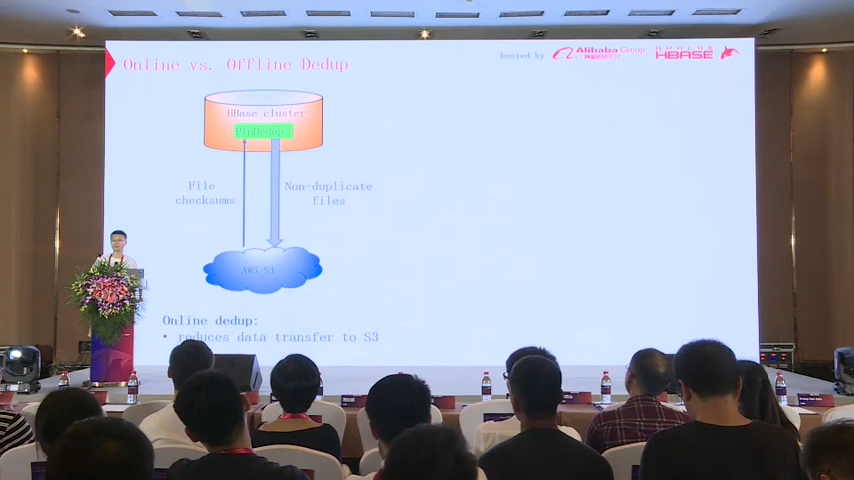 Online vs. Offline Dedup
hosted by
Alibaba Group
APACHE
HBASE
HBase cluster
PinDedup
File
checksums
Non-duplicate
files
AWS S3
Online dedup:
• reduces data transfer to S3